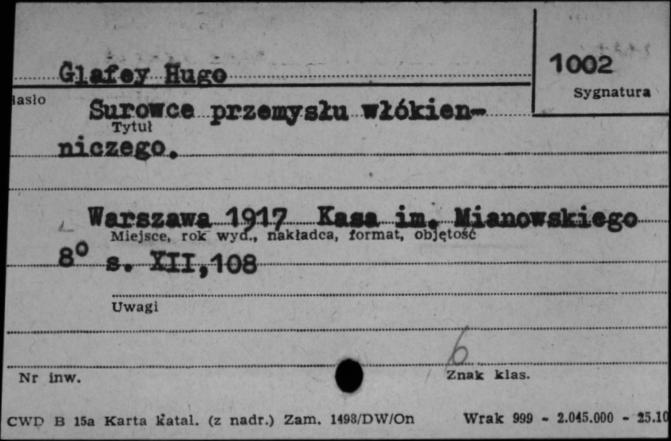 Glafey Hugo
1002
Sygnatura
Hasło
Surowce przemysłu włókien-
Tytuł
niczego.
Warszawa 1917 Kasa im. Mianowskiego
Miejsce, rok wyd., nakładca, format, objętość
8° s. XII,108
Uwagi
6
Nr inw.
Znak klas.
CWD B 15a Karta katal. (z nadr.) Zam. 1493/DW/On Wrak 999 - 2.045.000 - 25.10